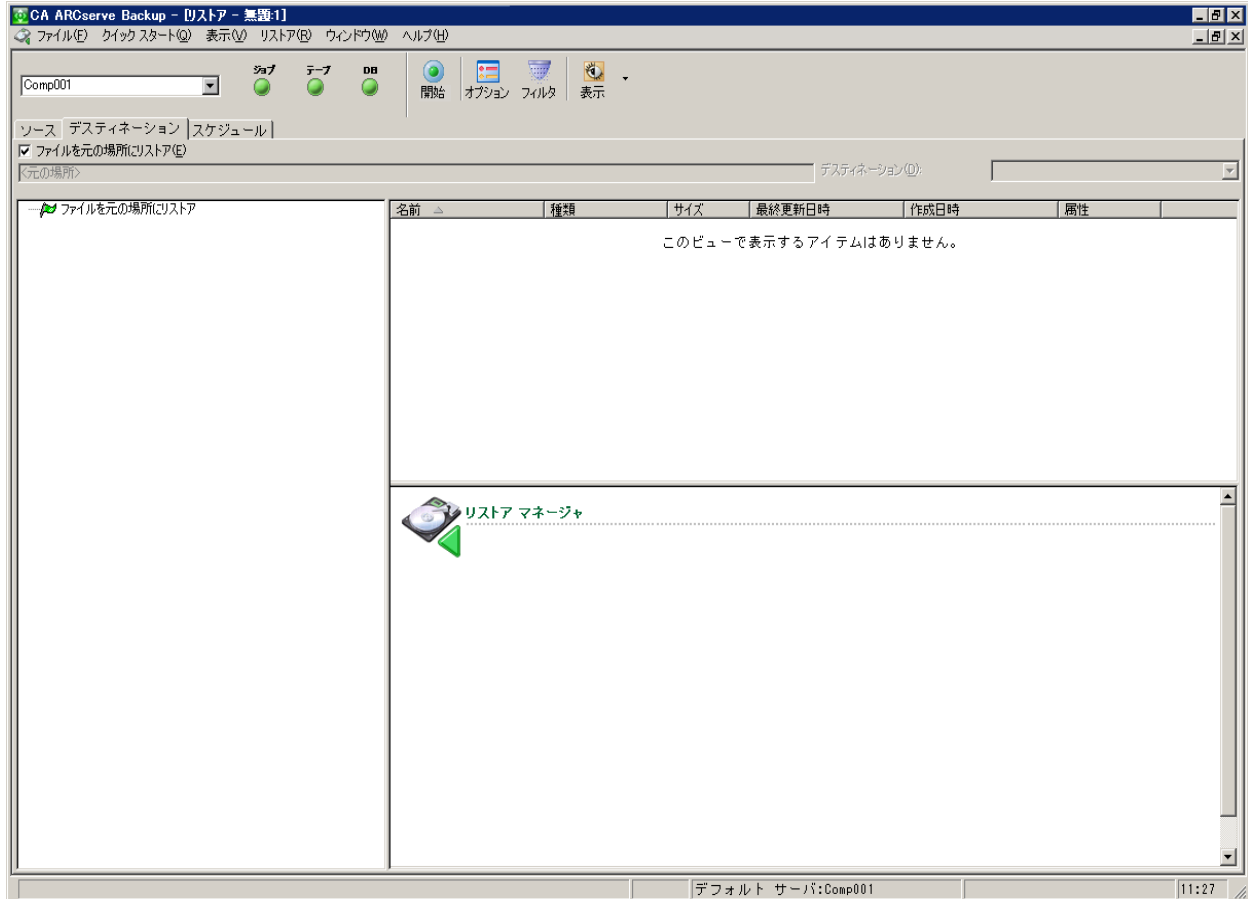 CA ARCserve Backup - [リストア - 無題:1]
ファイル(F) クイック スタート(Q) 表示(V) リストア(R) ウィンドウ(W) ヘルプ(H)
Comp001 ジョブ テープ DB 開始 オプション フィルタ 表示
ソース デスティネーション スケジュール
ファイルを元の場所にリストア(E)
<元の場所> デスティネーション(D):
ファイルを元の場所にリストア
名前 種類 サイズ 最終更新日時 作成日時 属性
このビューで表示するアイテムはありません。
リストア マネージャ
デフォルト サーバ:Comp001 11:27